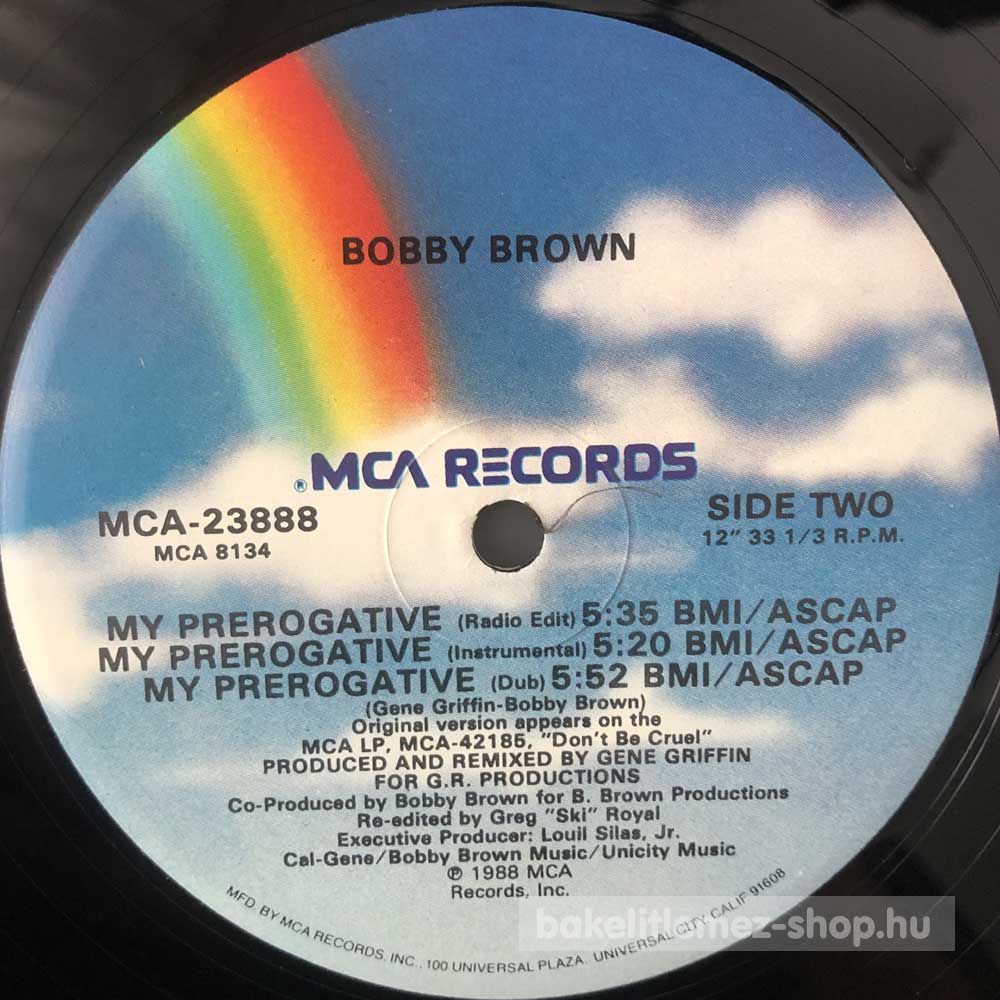 BOBBY BROWN
® MCA RECORDS
MCA-23888
MCA 8134
SIDE TWO
12" 33 1/3 R.P.M.
MY PREROGATIVE (Radio Edit) 5:35 BMI/ASCAP
MY PREROGATIVE (Instrumental) 5:20 BMI/ASCAP
MY PREROGATIVE (Dub) 5:52 BMI/ASCAP
(Gene Griffin-Bobby Brown)
Original version appears on the
MCA LP, MCA-42185, "Don't Be Cruel"
PRODUCED AND REMIXED BY GENE GRIFFIN
FOR G.R. PRODUCTIONS
Co-Produced by Bobby Brown for B. Brown Productions
Re-edited by Greg "Ski" Royal
Executive Producer: Louil Silas, Jr.
Cal-Gene/Bobby Brown Music/Unicity Music
℗ 1988 MCA
Records, Inc.
MFD. BY MCA RECORDS, INC., 100 UNIVERSAL PLAZA, UNIVERSAL CITY, CALIF 91608
bakelitlemez-shop.hu